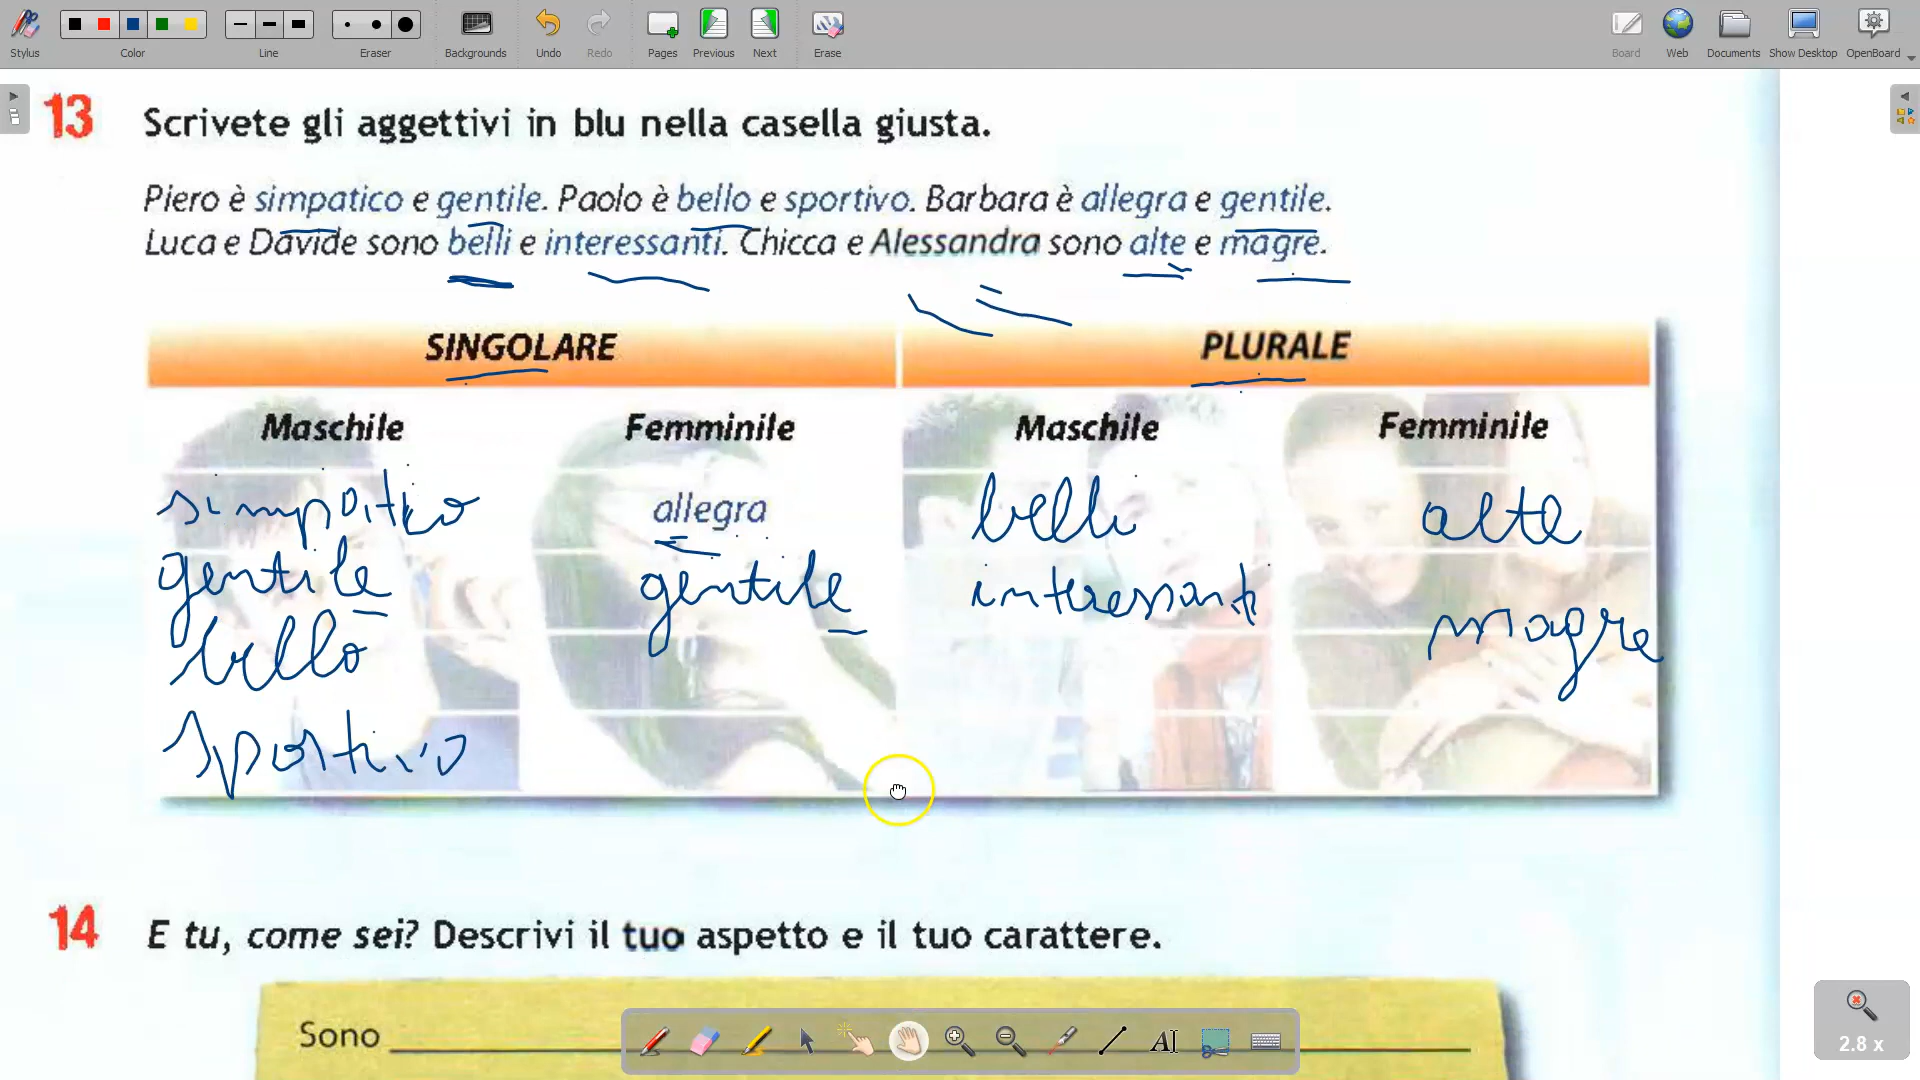 Stylus
Color
Line
Eraser
Backgrounds
Undo
Redo
Pages
Previous
Next
Erase
Board
Web
Documents
Show Desktop
OpenBoard
13 Scrivete gli aggettivi in blu nella casella giusta.
Piero è simpatico e gentile. Paolo è bello e sportivo. Barbara è allegra e gentile.
Luca e Davide sono belli e interessanti. Chicca e Alessandra sono alte e magre.
SINGOLARE PLURALE
Maschile Femminile Maschile Femminile
simpatico allegra belli alte
gentile gentile interessanti magre
bello
sportivo
14 E tu, come sei? Descrivi il tuo aspetto e il tuo carattere.
Sono
AI
2.8 x